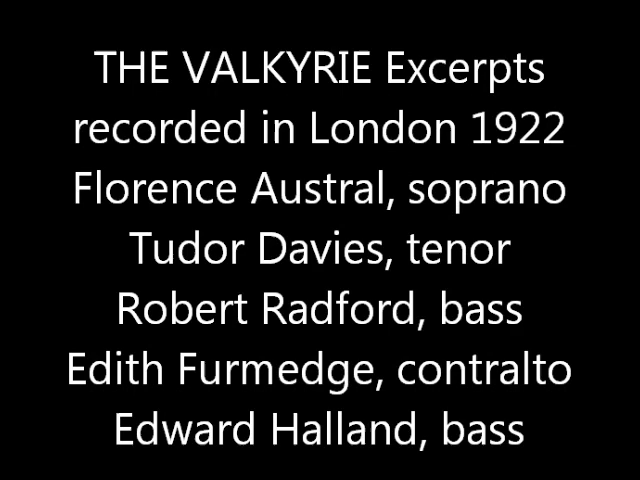 THE VALKYRIE Excerpts
recorded in London 1922
Florence Austral, soprano
Tudor Davies, tenor
Robert Radford, bass
Edith Furmedge, contralto
Edward Halland, bass